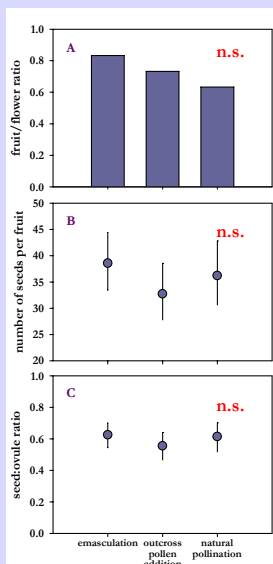 1.0
A
n.s.
0.8
0.6
0.4
0.2
0.0
fruit/flower ratio
50
B
n.s.
45
40
35
30
25
20
number of seeds per fruit
1.0
C
n.s.
0.8
0.6
0.4
0.2
0.0
seed:ovule ratio
emasculation
outcross
pollen
addition
natural
pollination